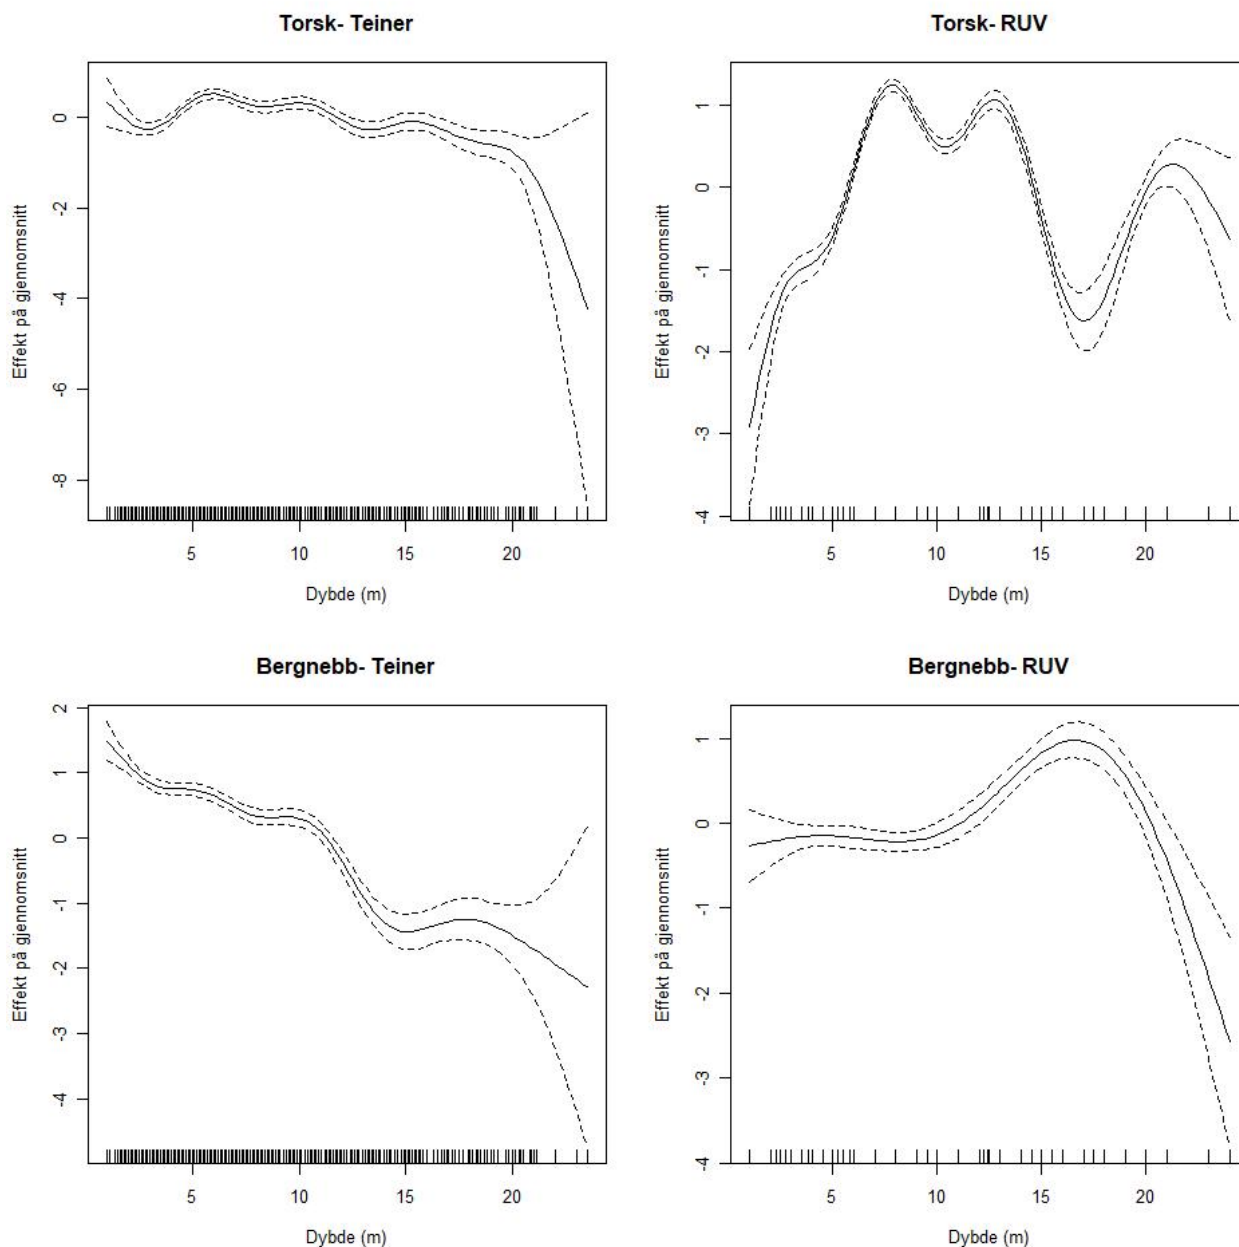 Torsk- Teiner
0
-2
-4
-6
-8
Effekt på gjennomsnitt
5 10 15 20
Dybde (m)
Torsk- RUV
1
0
-1
-2
-3
-4
Effekt på gjennomsnitt
5 10 15 20
Dybde (m)
Bergnebb- Teiner
2
1
0
-1
-2
-3
-4
Effekt på gjennomsnitt
5 10 15 20
Dybde (m)
Bergnebb- RUV
1
0
-1
-2
-3
-4
Effekt på gjennomsnitt
5 10 15 20
Dybde (m)